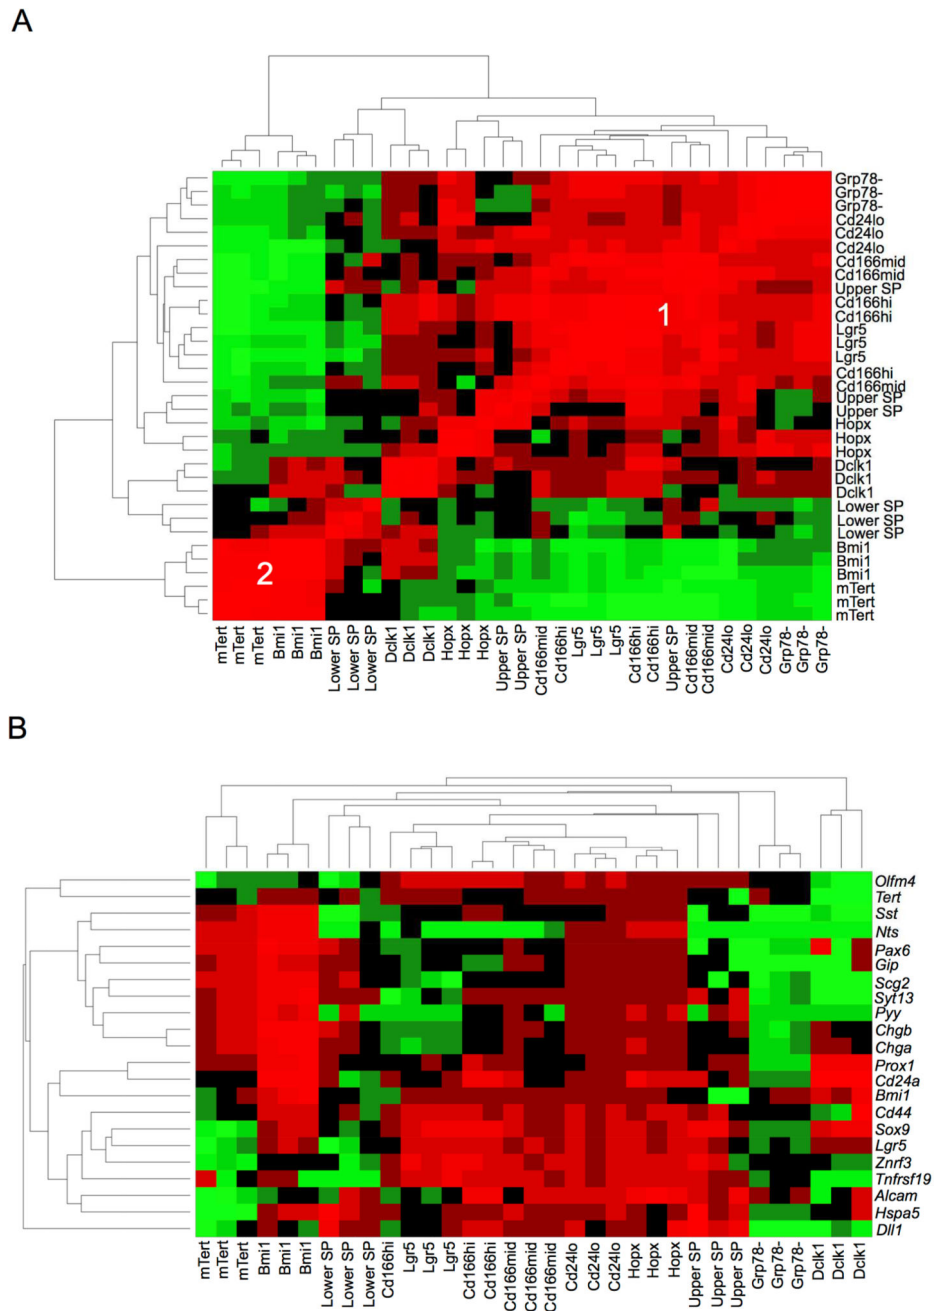 A
Grp78-
Grp78-
Grp78-
Cd24lo
Cd24lo
Cd24lo
Cd166mid
Cd166mid
Upper SP
Cd166hi
Cd166hi
Lgr5
Lgr5
Lgr5
Cd166hi
Cd166mid
Upper SP
Upper SP
Hopx
Hopx
Hopx
Dclk1
Dclk1
Dclk1
Lower SP
Lower SP
Lower SP
Bmi1
Bmi1
Bmi1
mTert
mTert
mTert
1
2
mTert
mTert
mTert
Bmi1
Bmi1
Bmi1
Lower SP
Lower SP
Lower SP
Dclk1
Dclk1
Dclk1
Hopx
Hopx
Hopx
Upper SP
Upper SP
Cd166mid
Cd166hi
Lgr5
Lgr5
Lgr5
Cd166hi
Cd166hi
Upper SP
Cd166mid
Cd166mid
Cd24lo
Cd24lo
Cd24lo
Grp78-
Grp78-
Grp78-
B
Olfm4
Tert
Sst
Nts
Pax6
Gip
Scg2
Syt13
Pyy
Chgb
Chga
Prox1
Cd24a
Bmi1
Cd44
Sox9
Lgr5
Znrf3
Tnfrsf19
Alcam
Hspa5
Dll1
mTert
mTert
mTert
Bmi1
Bmi1
Bmi1
Lower SP
Lower SP
Lower SP
Cd166hi
Lgr5
Lgr5
Lgr5
Cd166hi
Cd166hi
Cd166mid
Cd166mid
Cd166mid
Cd24lo
Cd24lo
Cd24lo
Hopx
Hopx
Hopx
Upper SP
Upper SP
Upper SP
Grp78-
Grp78-
Grp78-
Dclk1
Dclk1
Dclk1